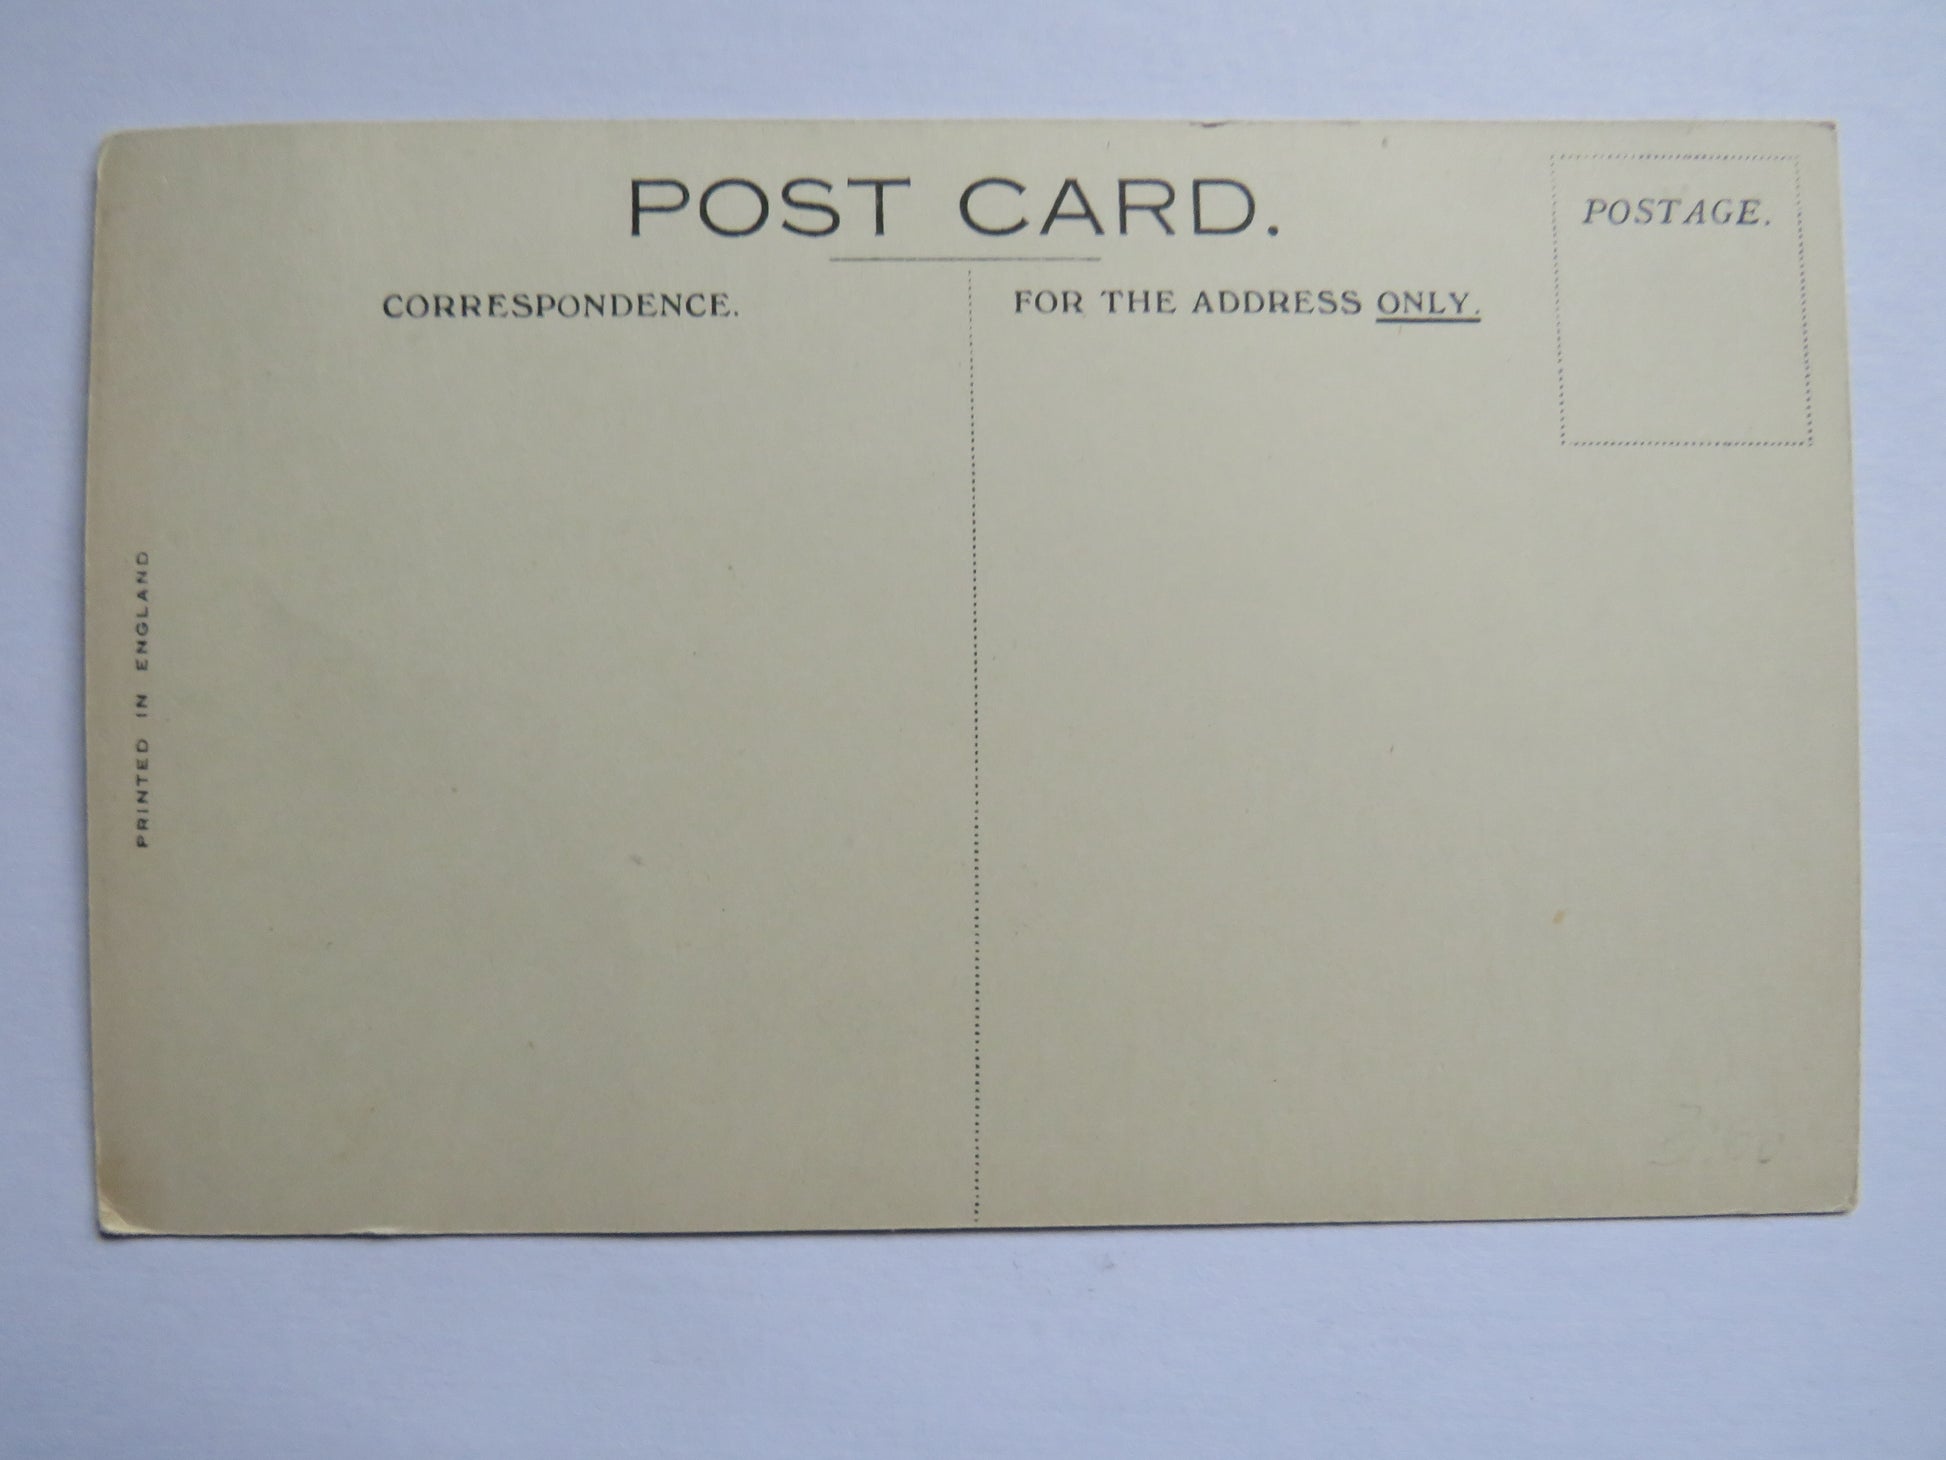 POST CARD.
POSTAGE.
CORRESPONDENCE.
FOR THE ADDRESS ONLY.
PRINTED IN ENGLAND